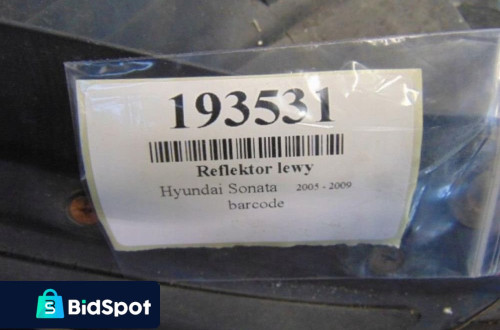 193531
Reflektor lewy
Hyundai Sonata 2005 - 2009
barcode
BidSpot